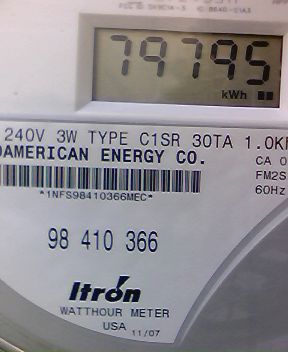 79795
kWh
240V 3W TYPE C1SR 30TA 1.0K
AMERICAN ENERGY CO.
CA 0
FM2S
60Hz
*1NFS98410366MEC*
98 410 366
Itron
WATTHOUR METER
USA 11/07